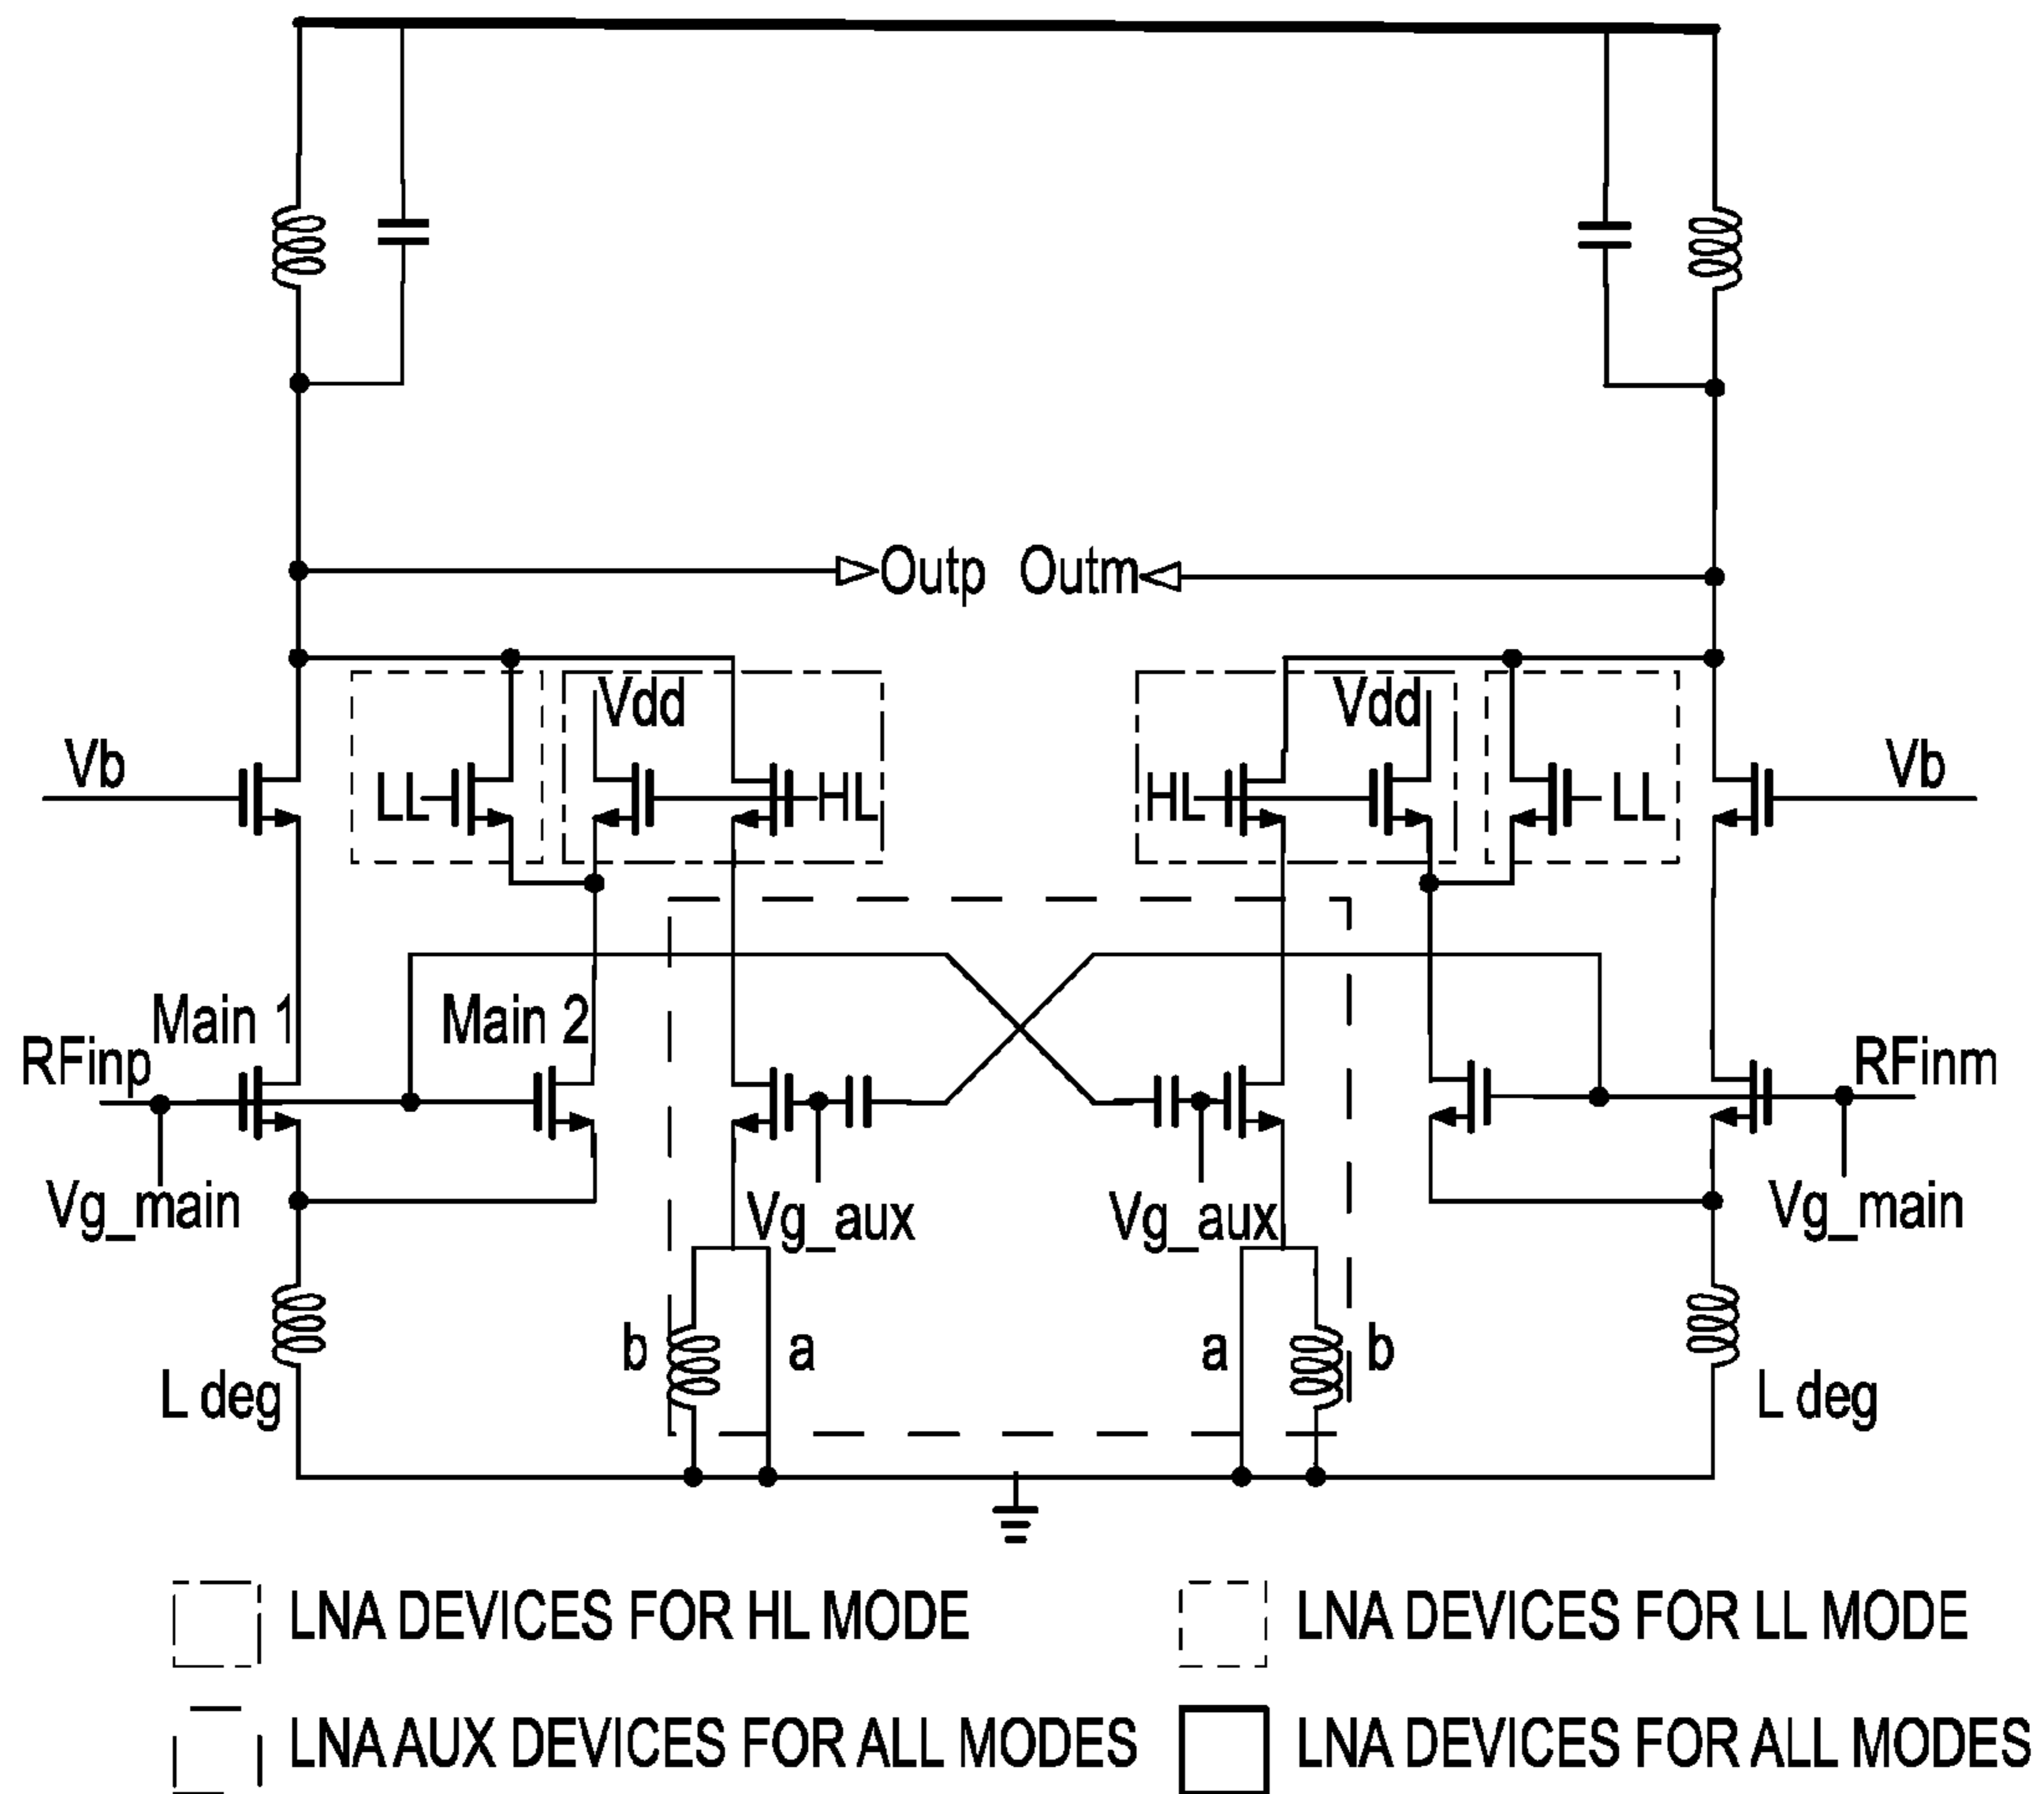 Outp Outm
Vdd Vdd
Vb LL HL HL LL Vb
Main 1 Main 2
RFinp RFinm
Vg_main Vg_aux Vg_aux Vg_main
b a a b
L deg L deg
LNA DEVICES FOR HL MODE LNA DEVICES FOR LL MODE
LNA AUX DEVICES FOR ALL MODES LNA DEVICES FOR ALL MODES